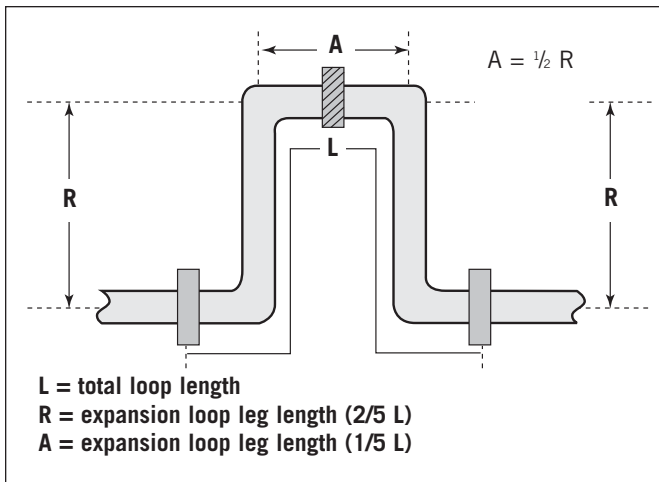 A
A = ½ R
R
L
R
L = total loop length
R = expansion loop leg length (2/5 L)
A = expansion loop leg length (1/5 L)